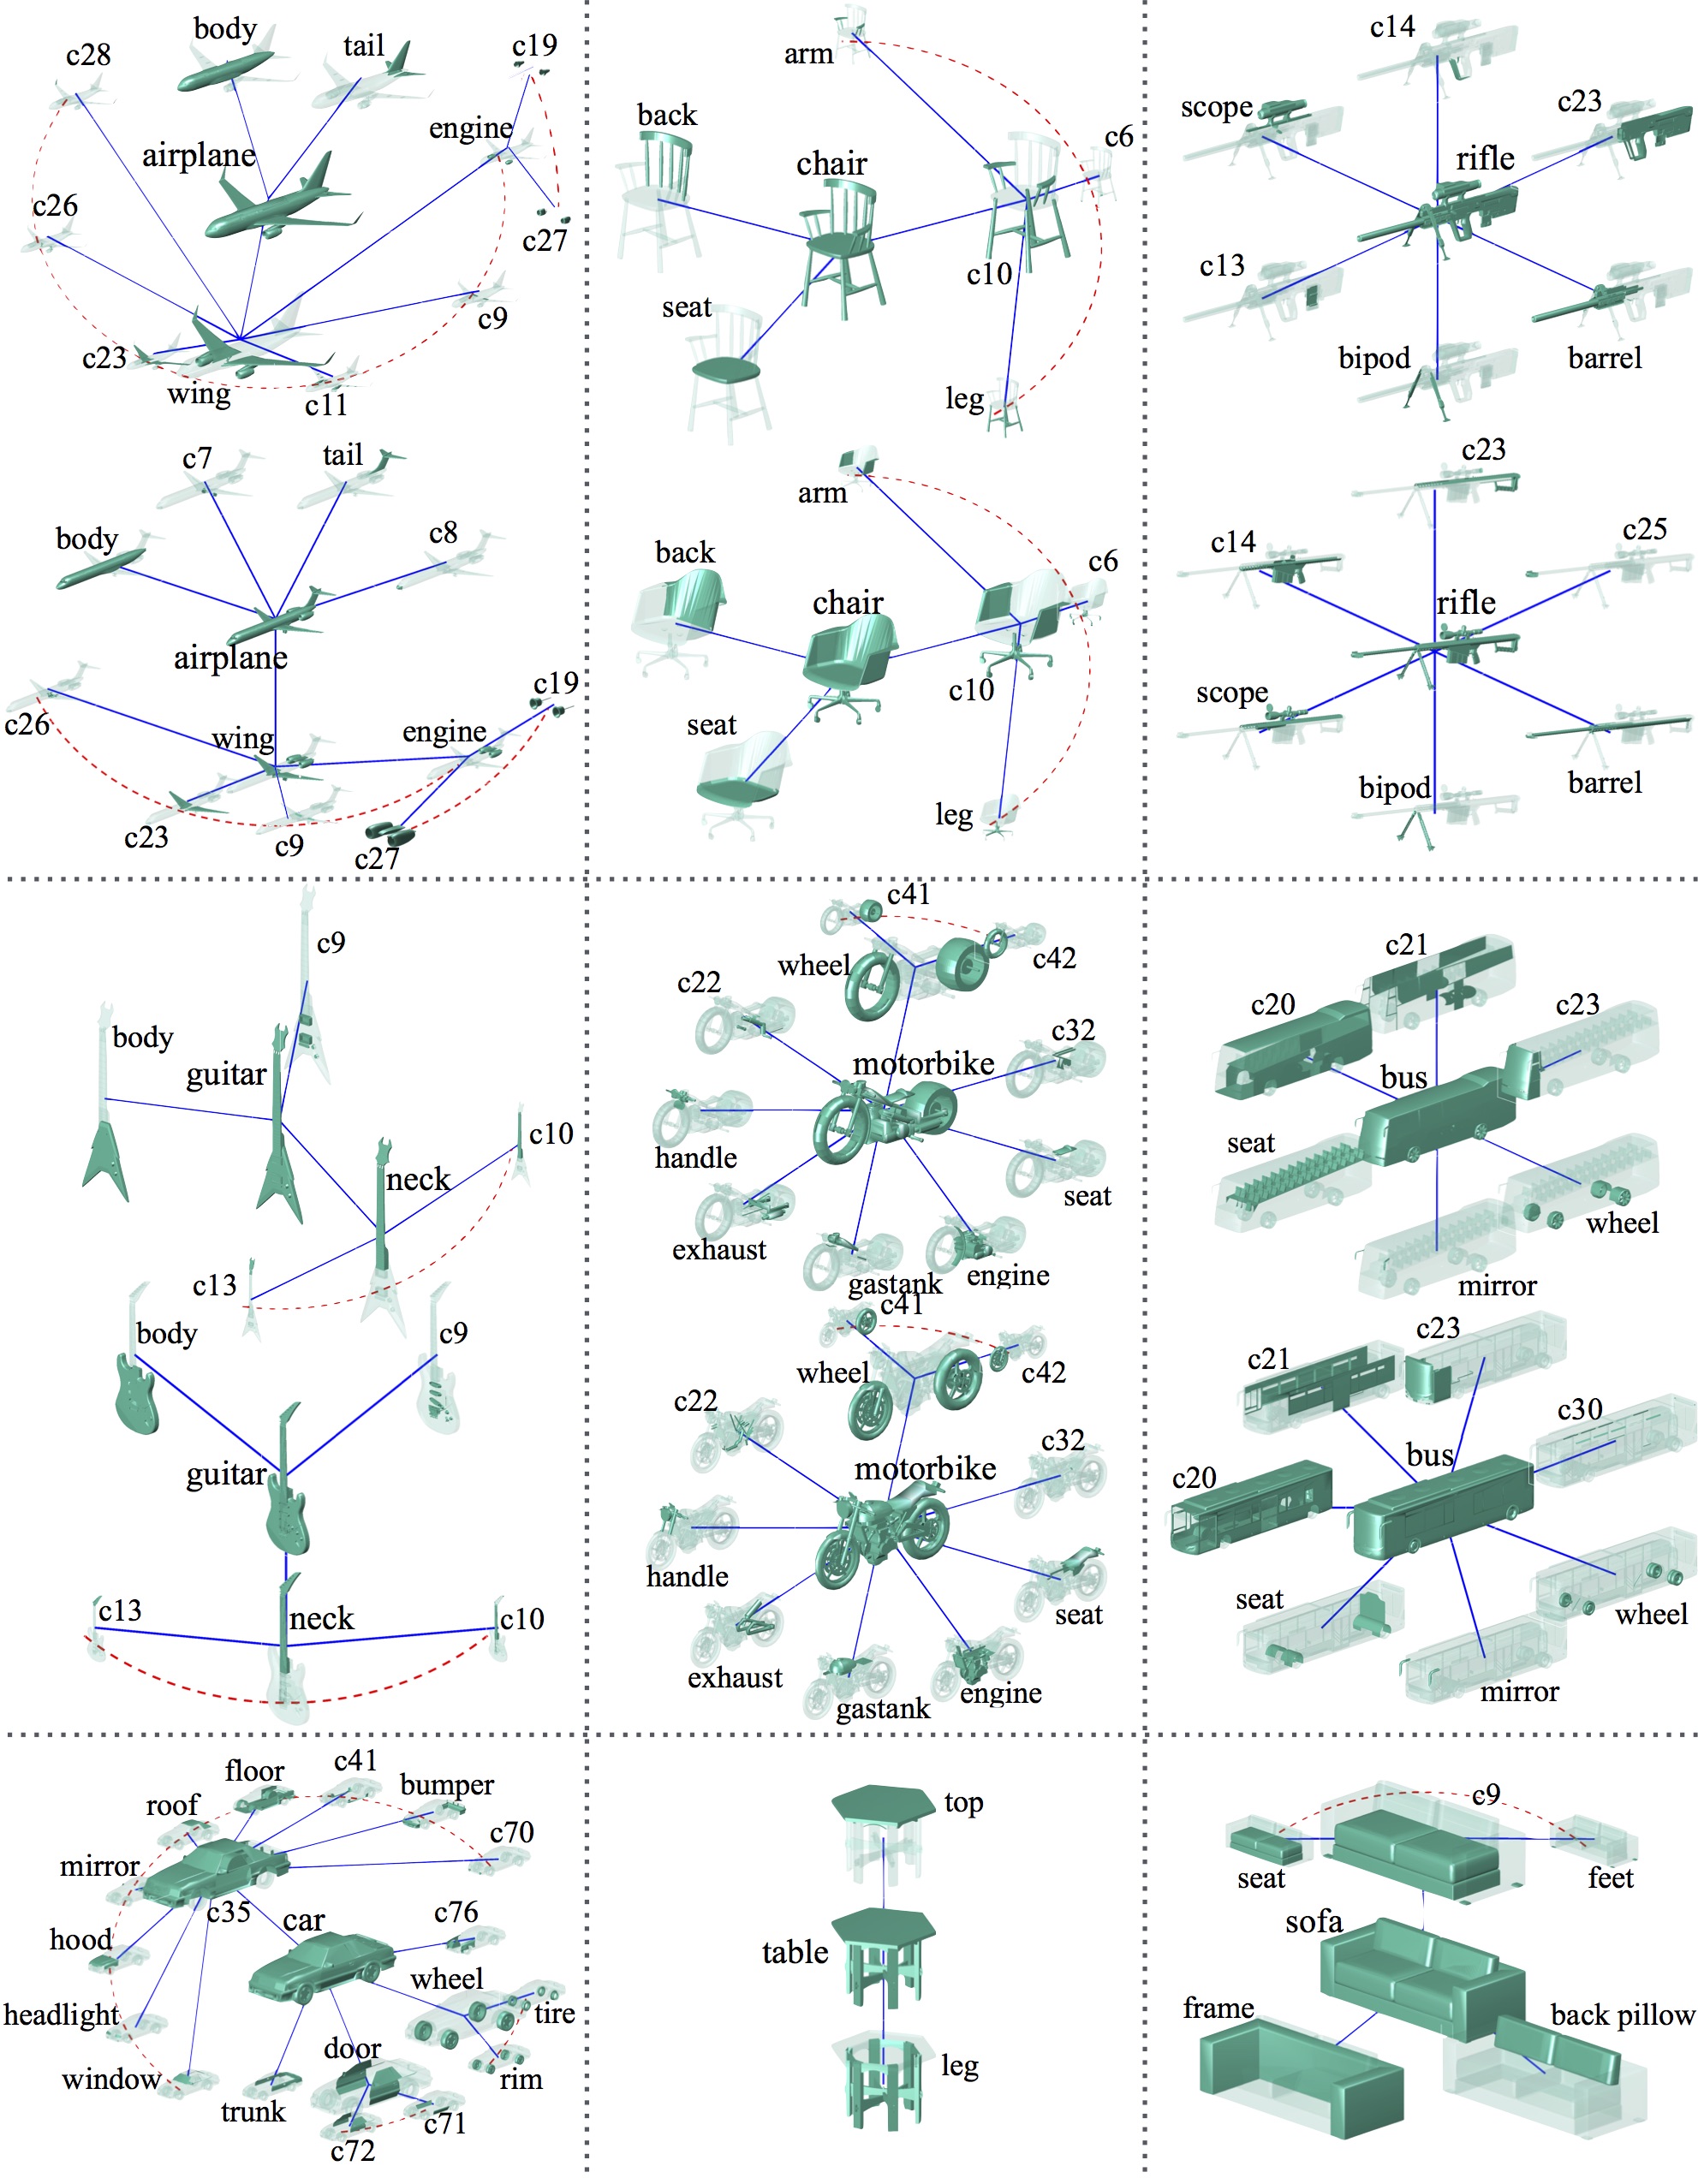 c28
body
tail
c19
airplane
engine
c26
c27
c9
c23
wing
c11
c7
tail
body
c8
airplane
c26
wing
engine
c19
c23
c9
c27
arm
back
chair
c6
c10
seat
leg
arm
back
chair
c6
c10
seat
leg
c14
scope
c23
rifle
c13
bipod
barrel
c23
c14
c25
rifle
scope
bipod
barrel
c9
body
guitar
neck
c10
c13
body
c9
guitar
c13
neck
c10
c41
wheel
c42
c22
c32
motorbike
handle
seat
exhaust
gastank
engine
c41
wheel
c42
c22
c32
motorbike
handle
seat
exhaust
gastank
engine
c21
c20
c23
bus
seat
wheel
mirror
c23
c21
c30
bus
c20
seat
wheel
mirror
floor
c41
bumper
roof
c70
mirror
c35
car
c76
hood
wheel
headlight
tire
door
window
rim
trunk
c71
c72
top
table
leg
c9
seat
feet
sofa
frame
back pillow